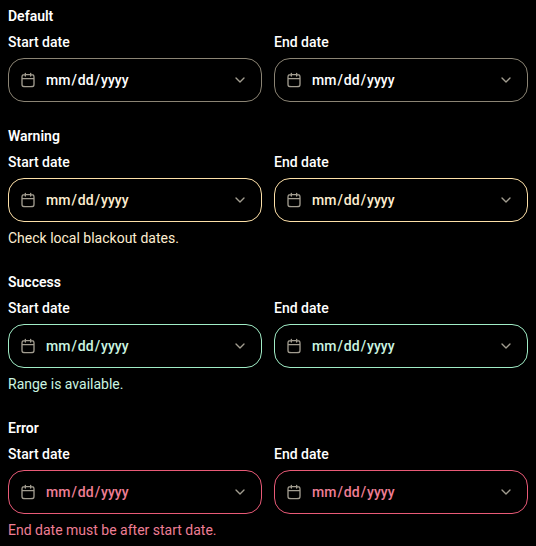 Default
Start date End date
mm/dd/yyyy mm/dd/yyyy
Warning
Start date End date
mm/dd/yyyy mm/dd/yyyy
Check local blackout dates.
Success
Start date End date
mm/dd/yyyy mm/dd/yyyy
Range is available.
Error
Start date End date
mm/dd/yyyy mm/dd/yyyy
End date must be after start date.